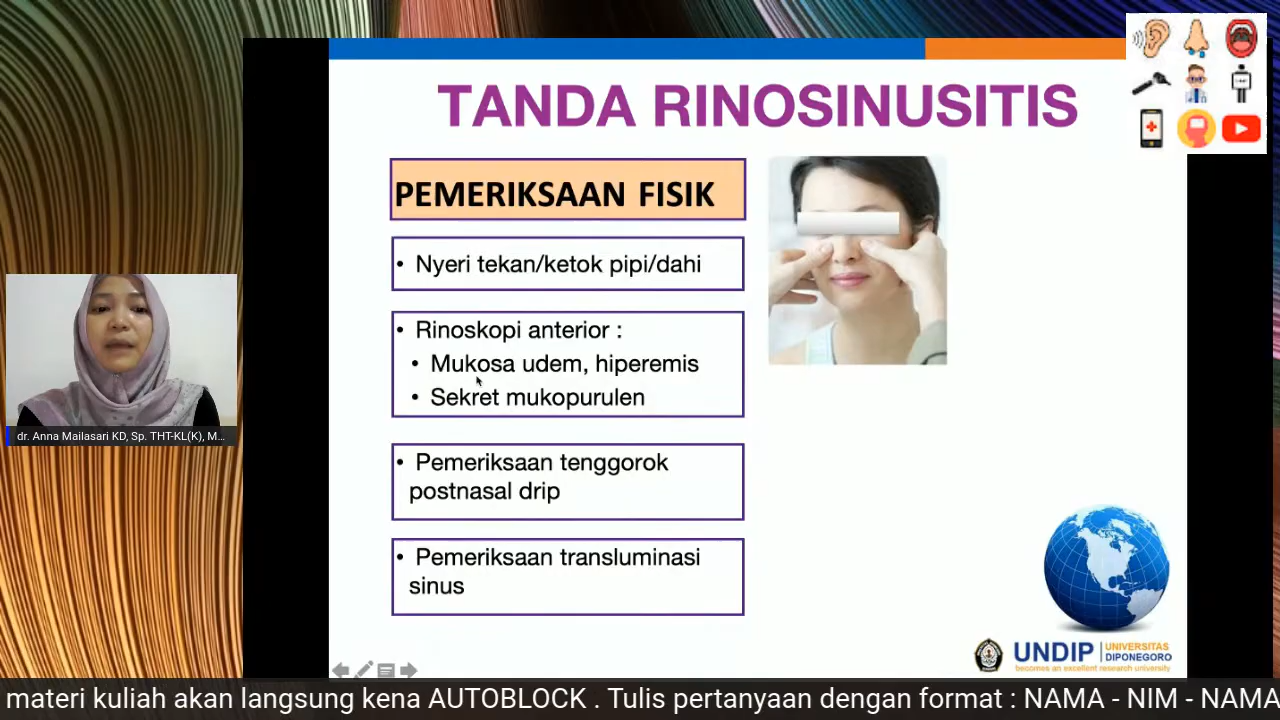 TANDA RINOSINUSITIS
PEMERIKSAAN FISIK
• Nyeri tekan/ketok pipi/dahi
• Rinoskopi anterior :
• Mukosa udem, hiperemis
• Sekret mukopurulen
• Pemeriksaan tenggorok
postnasal drip
• Pemeriksaan transluminasi
sinus
dr. Anna Mailasari KD, Sp. THT-KL(K), M...
UNDIP UNIVERSITAS
DIPONEGORO
becomes an excellent research university
materi kuliah akan langsung kena AUTOBLOCK . Tulis pertanyaan dengan format : NAMA - NIM - NAMA